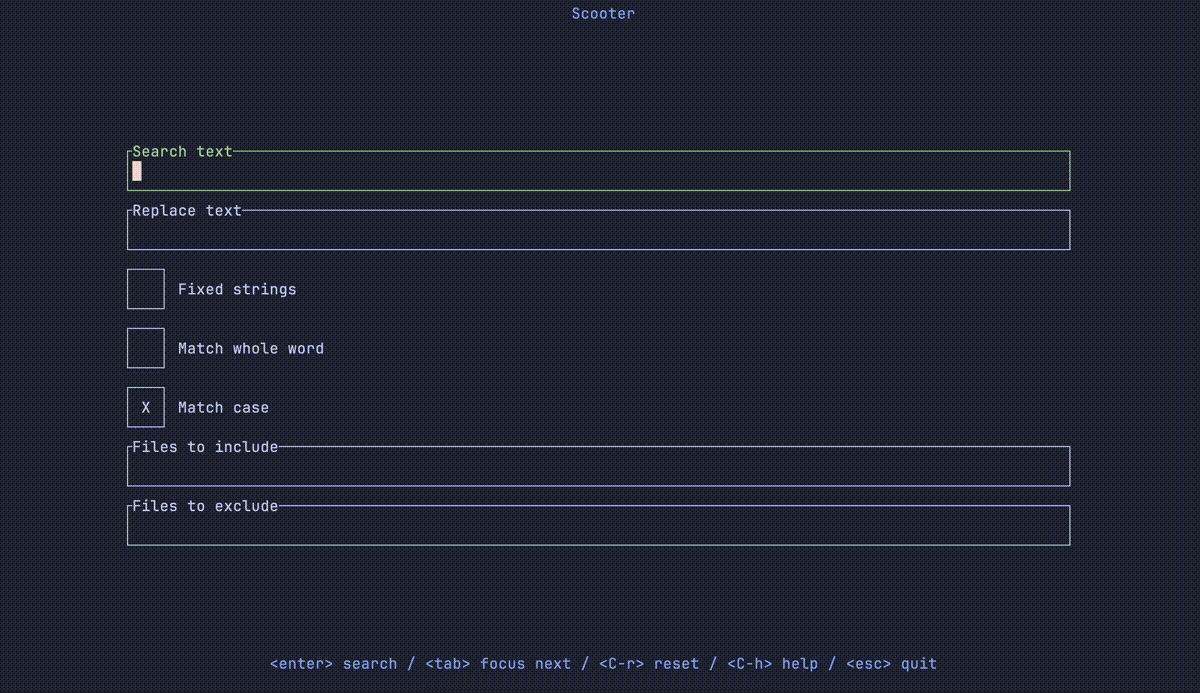 Scooter
Search text
Replace text
Fixed strings
Match whole word
X Match case
Files to include
Files to exclude
<enter> search / <tab> focus next / <C-r> reset / <C-h> help / <esc> quit